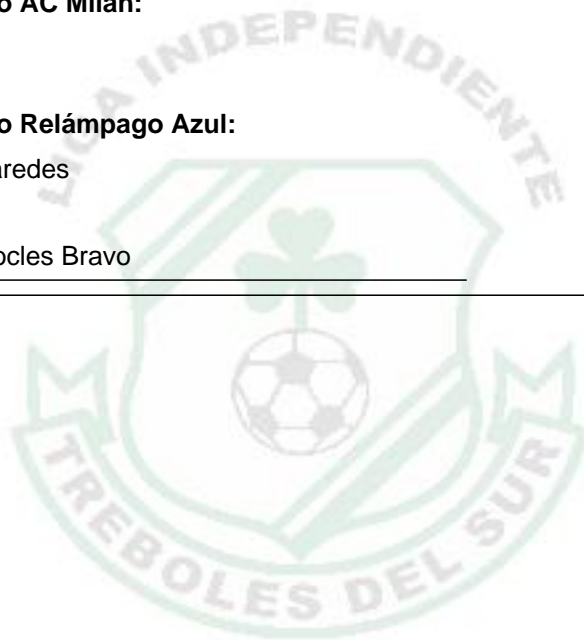 o AC Milan:
LIGA INDEPENDIENTE
o Relámpago Azul:
aredes
ocles Bravo
TREBOLES DEL SUR